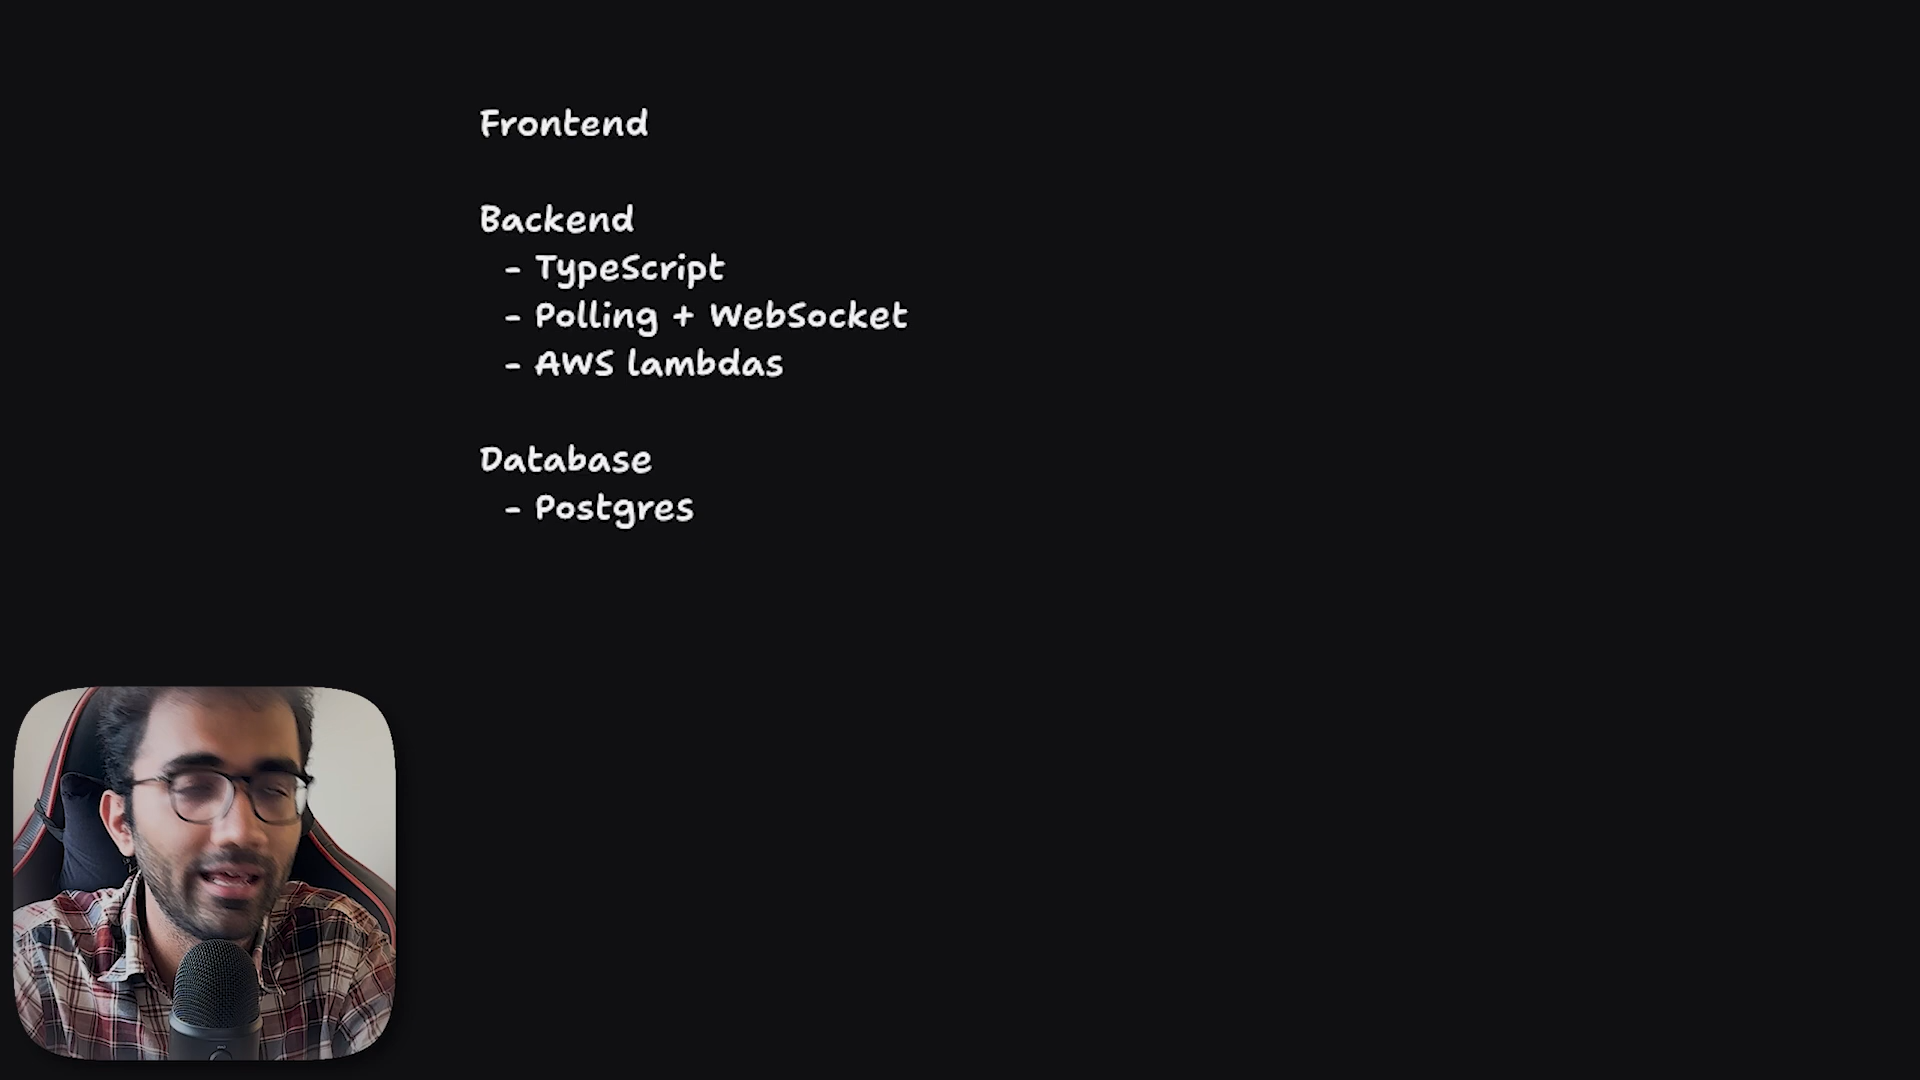 Frontend
Backend
- TypeScript
- Polling + WebSocket
- AWS lambdas
Database
- Postgres